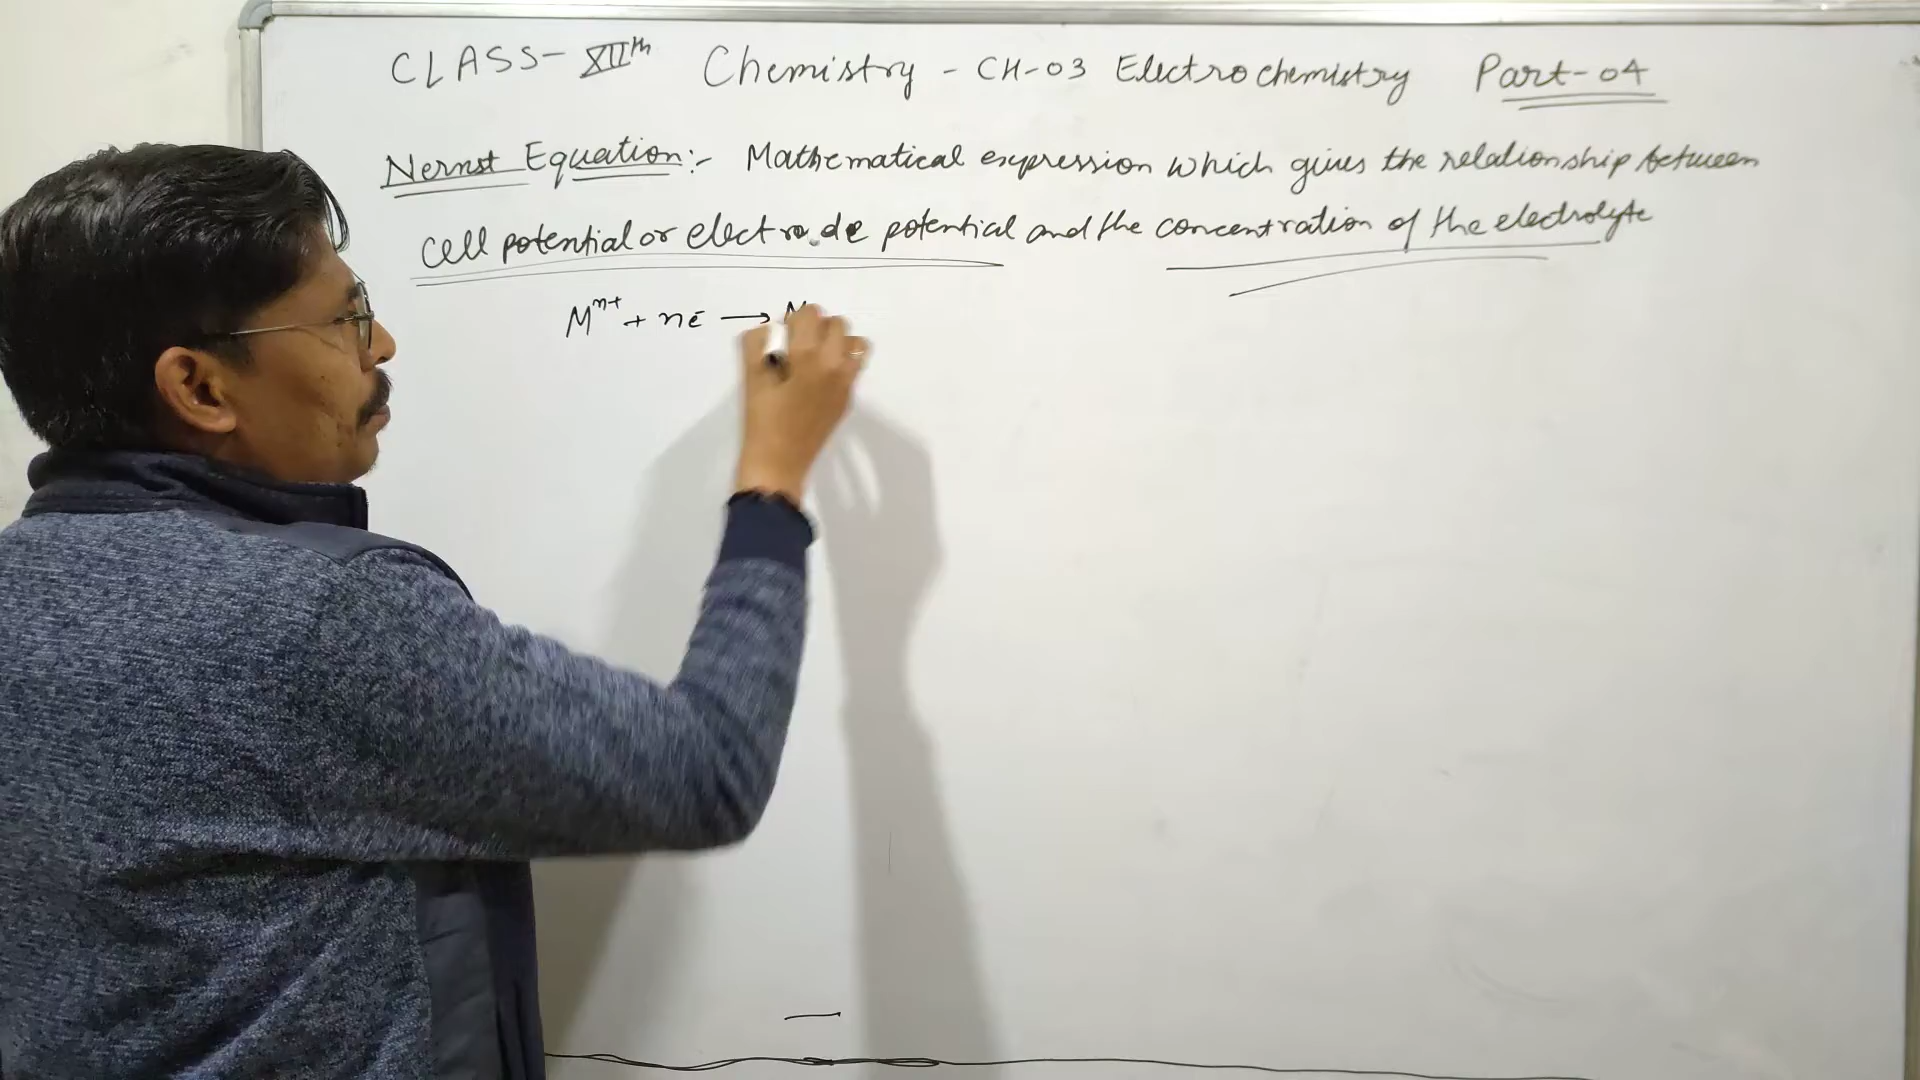 CLASS- XIIth Chemistry - CH-03 Electrochemistry Part-04
Nernst Equation:- Mathematical expression which gives the relationship between
cell potential or electrode potential and the concentration of the electrolyte
Mⁿ⁺ + nē ⟶ M